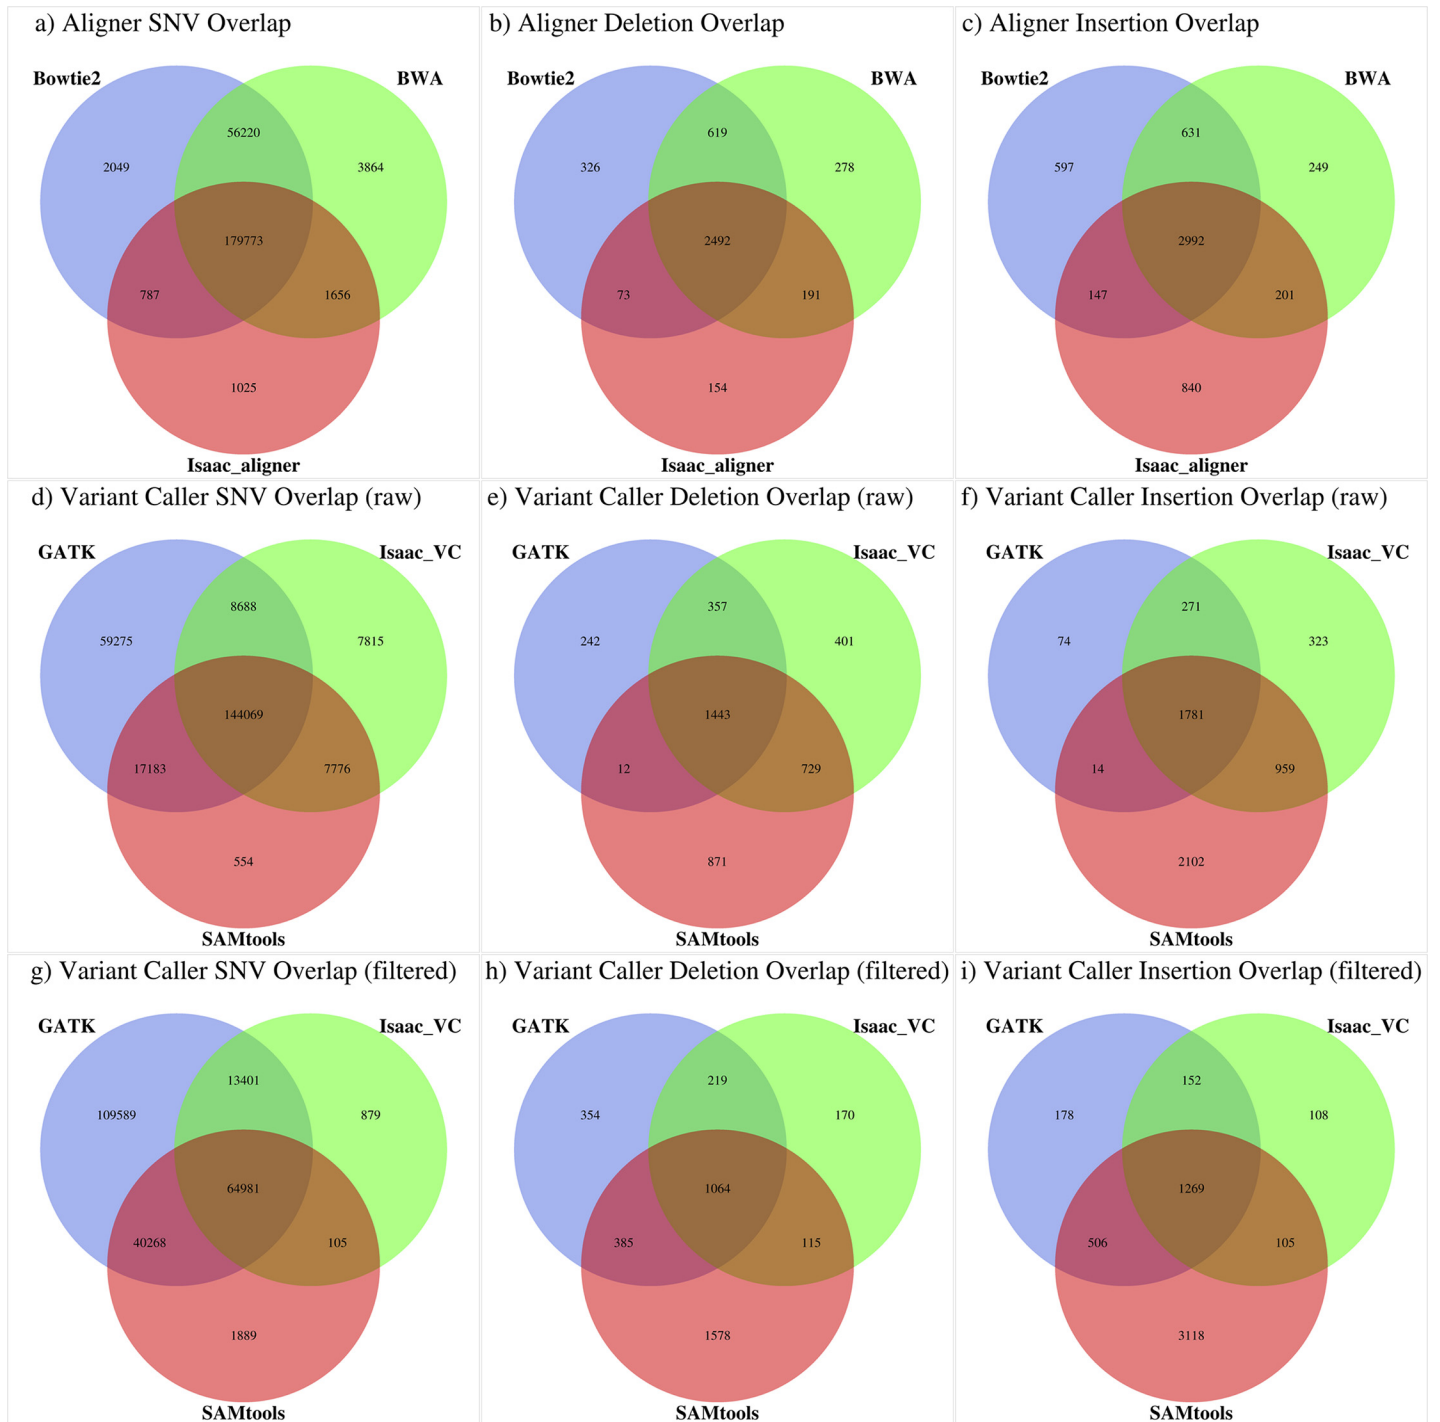 a) Aligner SNV Overlap
Bowtie2
BWA
56220
2049
3864
179773
787
1656
1025
Isaac_aligner
b) Aligner Deletion Overlap
Bowtie2
BWA
619
326
278
2492
73
191
154
Isaac_aligner
c) Aligner Insertion Overlap
Bowtie2
BWA
631
597
249
2992
147
201
840
Isaac_aligner
d) Variant Caller SNV Overlap (raw)
GATK
Isaac_VC
8688
59275
7815
144069
17183
7776
554
SAMtools
e) Variant Caller Deletion Overlap (raw)
GATK
Isaac_VC
357
242
401
1443
12
729
871
SAMtools
f) Variant Caller Insertion Overlap (raw)
GATK
Isaac_VC
271
74
323
1781
14
959
2102
SAMtools
g) Variant Caller SNV Overlap (filtered)
GATK
Isaac_VC
13401
109589
879
64981
40268
105
1889
SAMtools
h) Variant Caller Deletion Overlap (filtered)
GATK
Isaac_VC
219
354
170
1064
385
115
1578
SAMtools
i) Variant Caller Insertion Overlap (filtered)
GATK
Isaac_VC
152
178
108
1269
506
105
3118
SAMtools